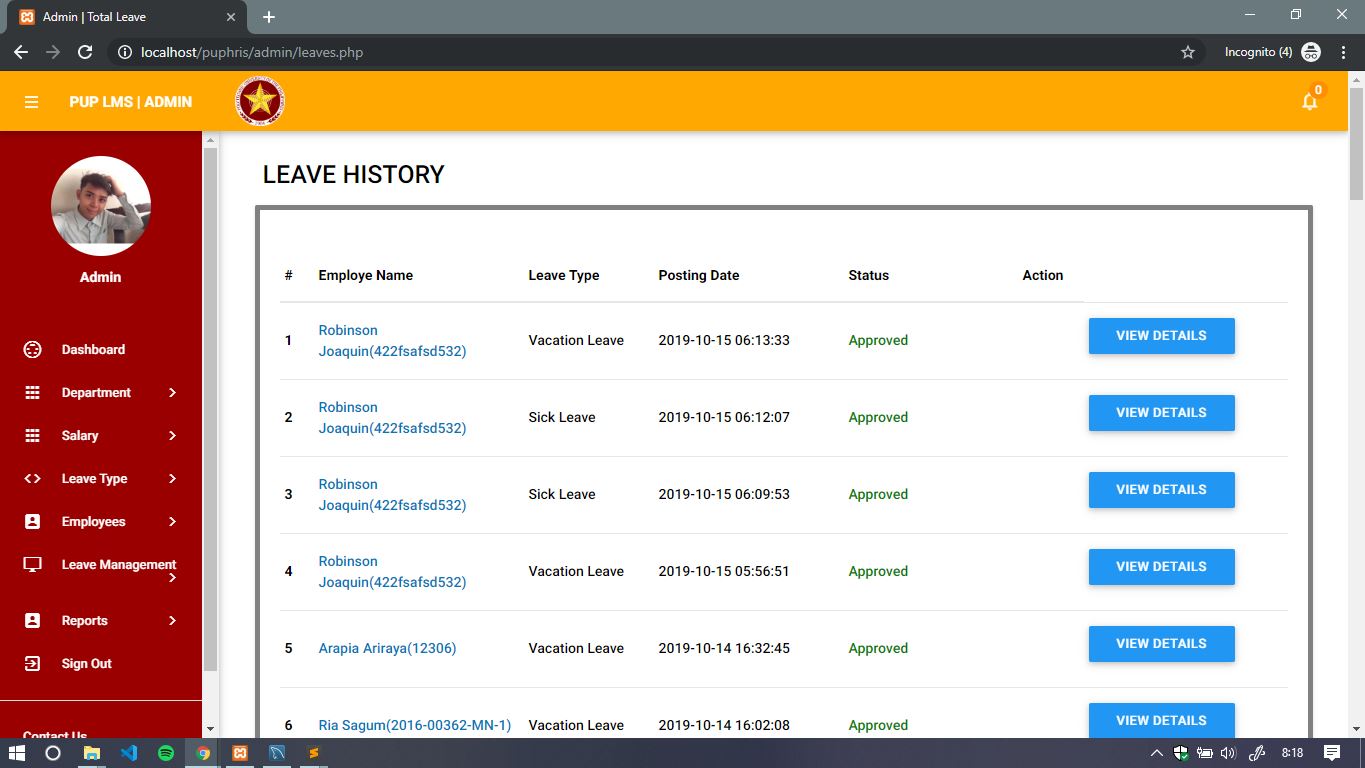 Admin | Total Leave
localhost/puphris/admin/leaves.php
Incognito (4)
PUP LMS | ADMIN
0
Admin
Dashboard
Department
Salary
Leave Type
Employees
Leave Management
Reports
Sign Out
Contact Us
LEAVE HISTORY
# Employe Name Leave Type Posting Date Status Action
1 Robinson Joaquin(422fsafsd532) Vacation Leave 2019-10-15 06:13:33 Approved VIEW DETAILS
2 Robinson Joaquin(422fsafsd532) Sick Leave 2019-10-15 06:12:07 Approved VIEW DETAILS
3 Robinson Joaquin(422fsafsd532) Sick Leave 2019-10-15 06:09:53 Approved VIEW DETAILS
4 Robinson Joaquin(422fsafsd532) Vacation Leave 2019-10-15 05:56:51 Approved VIEW DETAILS
5 Arapia Ariraya(12306) Vacation Leave 2019-10-14 16:32:45 Approved VIEW DETAILS
6 Ria Sagum(2016-00362-MN-1) Vacation Leave 2019-10-14 16:02:08 Approved VIEW DETAILS
8:18